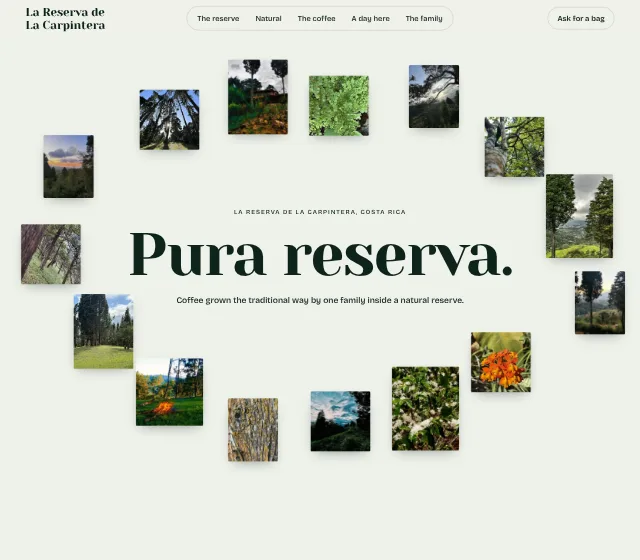 La Reserva de
La Carpintera
The reserve
Natural
The coffee
A day here
The family
Ask for a bag
LA RESERVA DE LA CARPINTERA, COSTA RICA
Pura reserva.
Coffee grown the traditional way by one family inside a natural reserve.